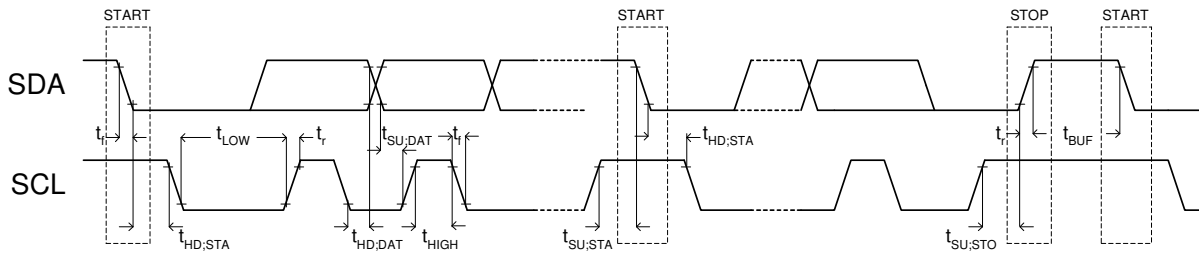 START START STOP START
SDA
t_f t_LOW t_r t_SU;DAT t_f t_HD;STA t_r t_BUF
SCL
t_HD;STA t_HD;DAT t_HIGH t_SU;STA t_SU;STO